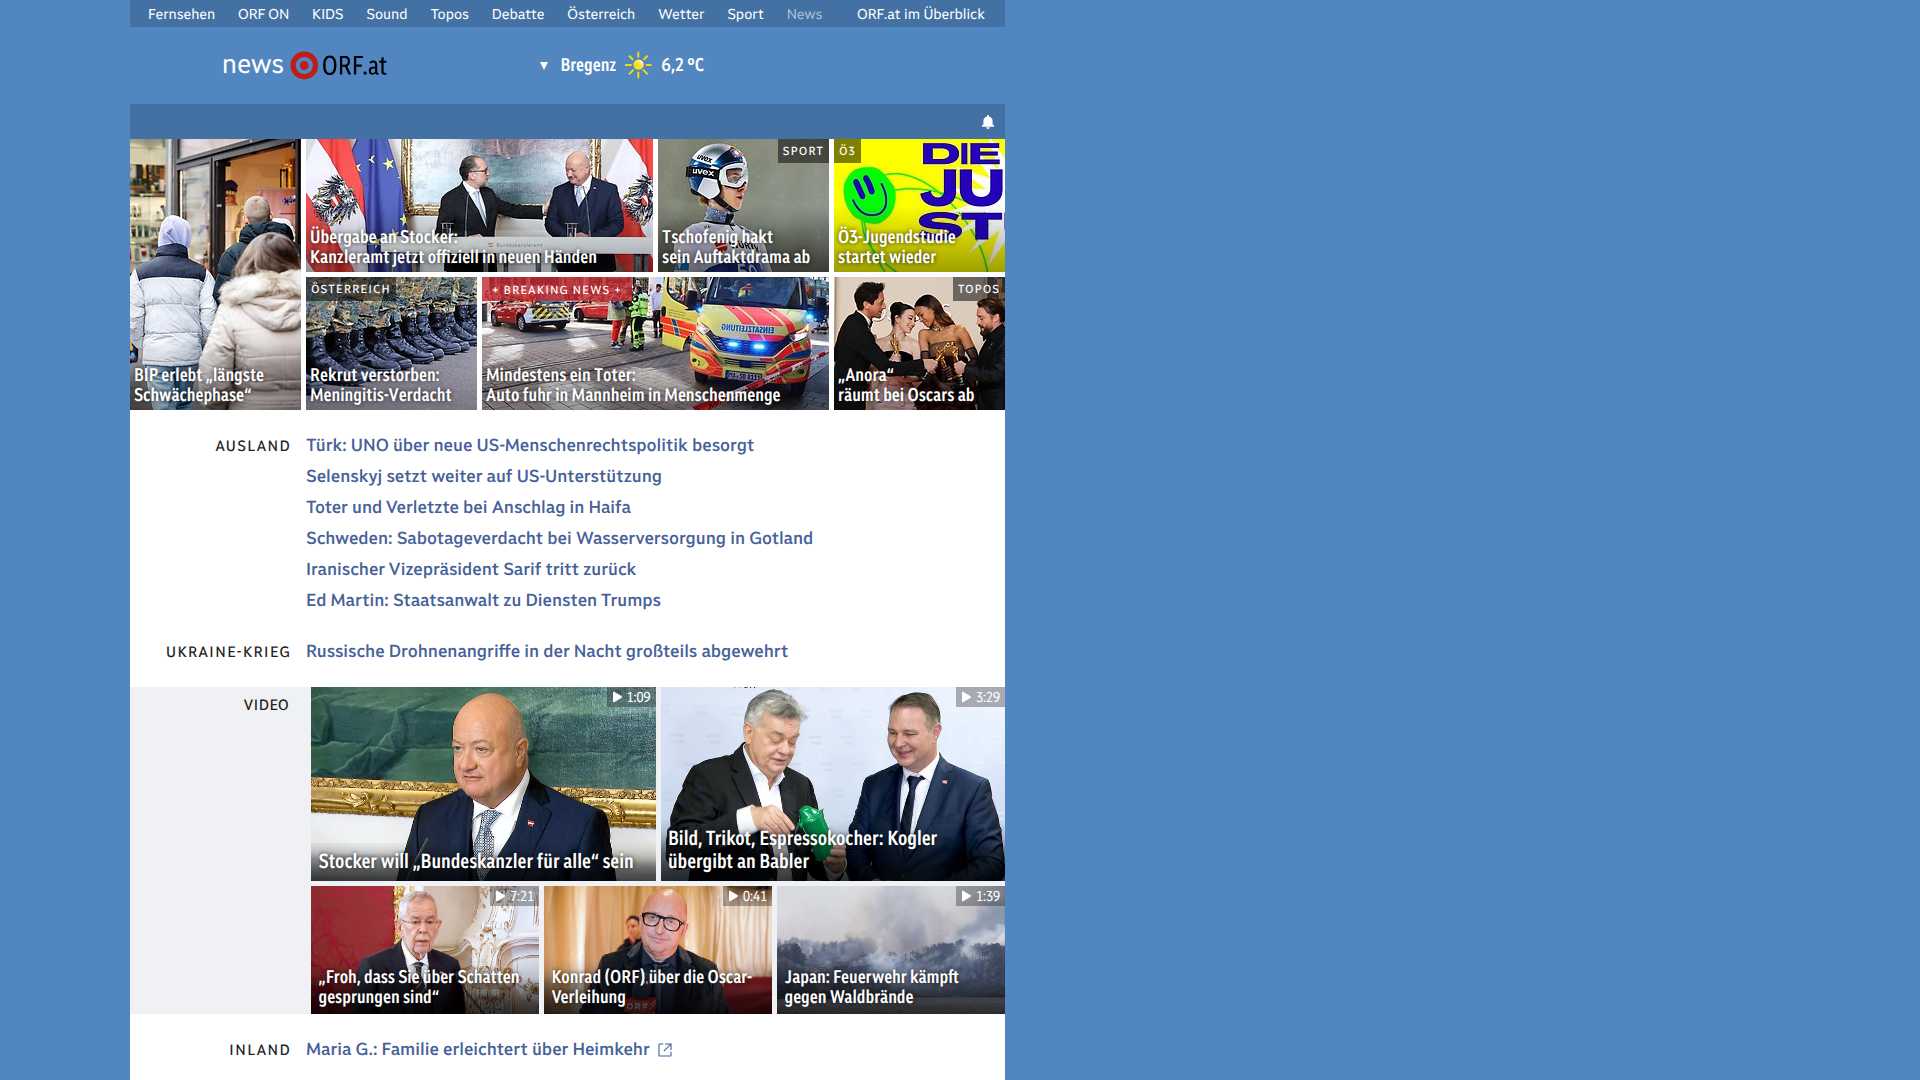 Fernsehen ORF ON KIDS Sound Topos Debatte Österreich Wetter Sport News ORF.at im Überblick
news ORF.at
▼ Bregenz 6,2 °C
BIP erlebt „längste
Schwächephase“
Übergabe an Stocker:
Kanzleramt jetzt offiziell in neuen Händen
SPORT
Tschofenig hakt
sein Auftaktdrama ab
Ö3
DIE
JU
ST
Ö3-Jugendstudie
startet wieder
ÖSTERREICH
Rekrut verstorben:
Meningitis-Verdacht
+ BREAKING NEWS +
Mindestens ein Toter:
Auto fuhr in Mannheim in Menschenmenge
TOPOS
„Anora“
räumt bei Oscars ab
AUSLAND
Türk: UNO über neue US-Menschenrechtspolitik besorgt
Selenskyj setzt weiter auf US-Unterstützung
Toter und Verletzte bei Anschlag in Haifa
Schweden: Sabotageverdacht bei Wasserversorgung in Gotland
Iranischer Vizepräsident Sarif tritt zurück
Ed Martin: Staatsanwalt zu Diensten Trumps
UKRAINE-KRIEG
Russische Drohnenangriffe in der Nacht großteils abgewehrt
VIDEO
1:09
Stocker will „Bundeskanzler für alle“ sein
3:29
Bild, Trikot, Espressokocher: Kogler
übergibt an Babler
7:21
„Froh, dass Sie über Schatten
gesprungen sind“
0:41
Konrad (ORF) über die Oscar-
Verleihung
1:39
Japan: Feuerwehr kämpft
gegen Waldbrände
INLAND
Maria G.: Familie erleichtert über Heimkehr